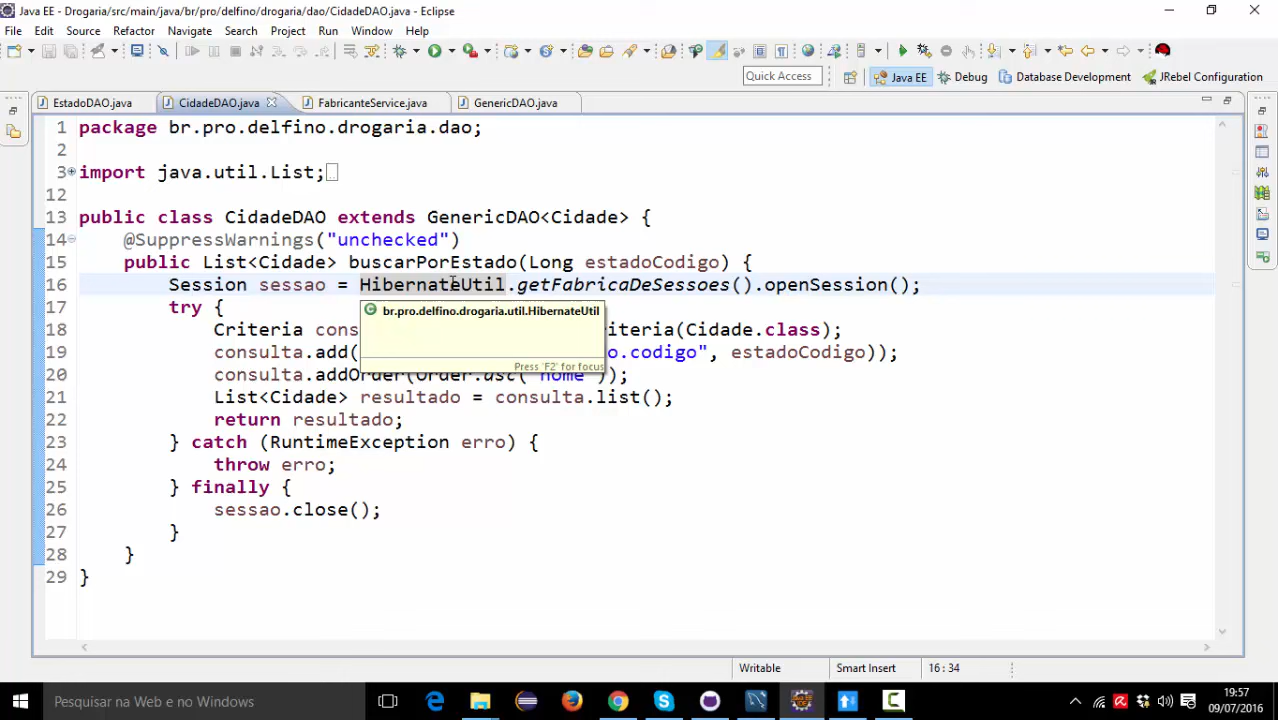 Java EE - Drogaria/src/main/java/br/pro/delfino/drogaria/dao/CidadeDAO.java - Eclipse
File Edit Source Refactor Navigate Search Project Run Window Help
Quick Access Java EE Debug Database Development JRebel Configuration
EstadoDAO.java CidadeDAO.java FabricanteService.java GenericDAO.java
1 package br.pro.delfino.drogaria.dao;
2
3 import java.util.List;
12
13 public class CidadeDAO extends GenericDAO<Cidade> {
14 @SuppressWarnings("unchecked")
15 public List<Cidade> buscarPorEstado(Long estadoCodigo) {
16 Session sessao = HibernateUtil.getFabricaDeSessoes().openSession();
17 try {
br.pro.delfino.drogaria.util.HibernateUtil
18 Criteria cons iteria(Cidade.class);
19 consulta.add( o.codigo", estadoCodigo));
Press 'F2' for focus
20 consulta.addOrder(Order.asc("nome"));
21 List<Cidade> resultado = consulta.list();
22 return resultado;
23 } catch (RuntimeException erro) {
24 throw erro;
25 } finally {
26 sessao.close();
27 }
28 }
29 }
Writable Smart Insert 16 : 34
Pesquisar na Web e no Windows
19:57
09/07/2016